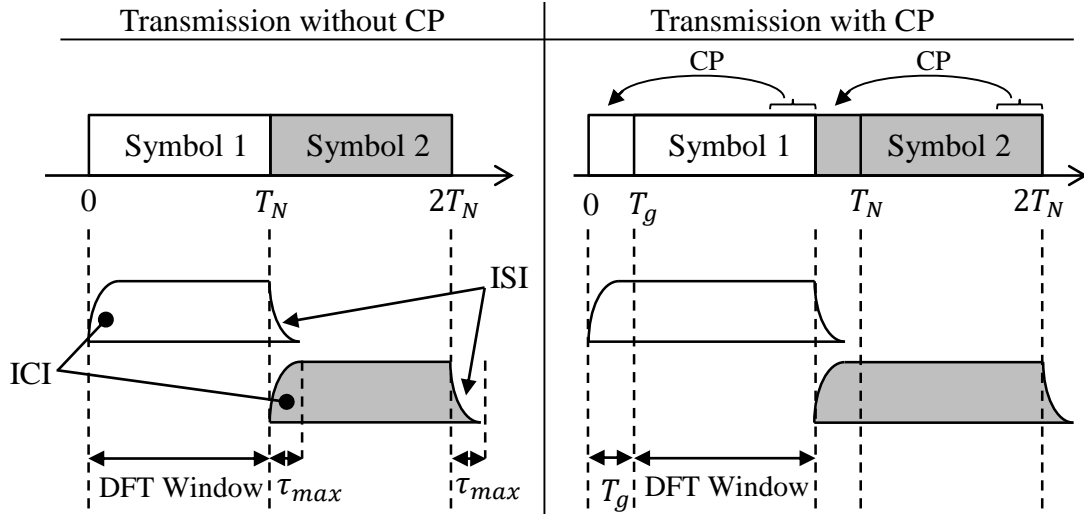 Transmission without CP
Transmission with CP
CP
CP
Symbol 1
Symbol 2
Symbol 1
Symbol 2
0
T_N
2T_N
0
T_g
T_N
2T_N
ISI
ICI
DFT Window
τ_max
τ_max
T_g
DFT Window